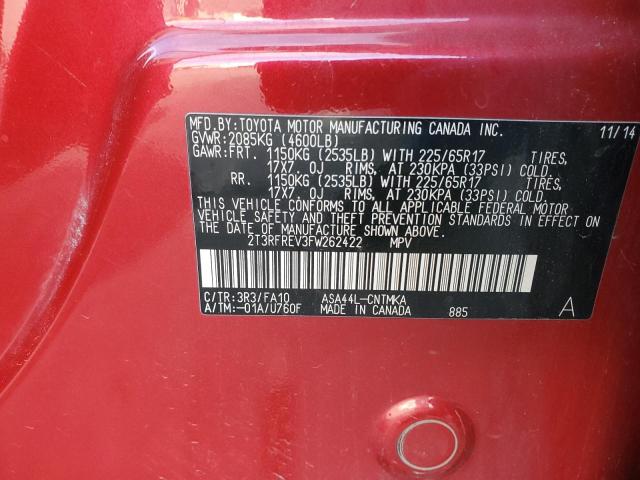 MFD.BY:TOYOTA MOTOR MANUFACTURING CANADA INC. 11/14
GVWR:2085KG (4600LB)
GAWR:FRT. 1150KG (2535LB) WITH 225/65R17 TIRES,
17X7. 0J RIMS, AT 230KPA (33PSI) COLD.
RR. 1150KG (2535LB) WITH 225/65R17 TIRES,
17X7. 0J RIMS, AT 230KPA (33PSI) COLD.
THIS VEHICLE CONFORMS TO ALL APPLICABLE FEDERAL MOTOR
VEHICLE SAFETY AND THEFT PREVENTION STANDARDS IN EFFECT ON
THE DATE OF MANUFACTURE SHOWN ABOVE.
2T3RFREV3FW262422 MPV
C/TR:3R3/FA10 ASA44L-CNTMKA
A/TM:-01A/U760F MADE IN CANADA 885 A